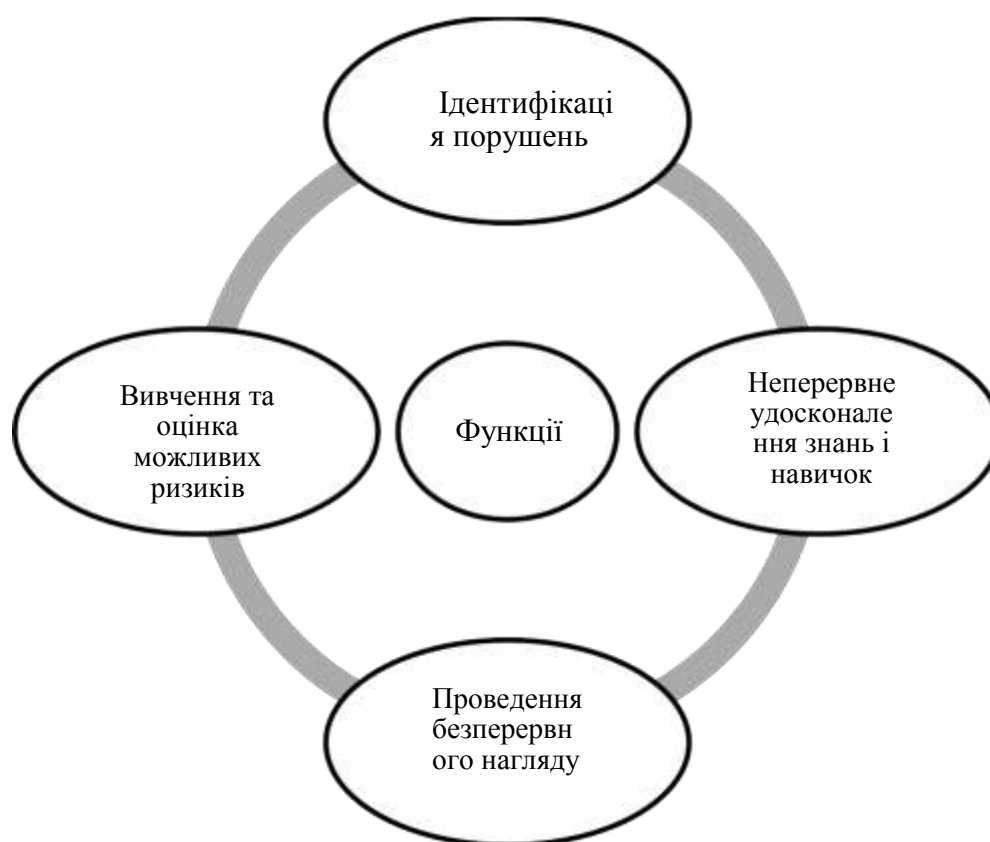 Ідентифікаці
я порушень
Вивчення та
оцінка
можливих
ризиків
Функції
Неперервне
удосконале
ння знань і
навичок
Проведення
безперервн
ого нагляду